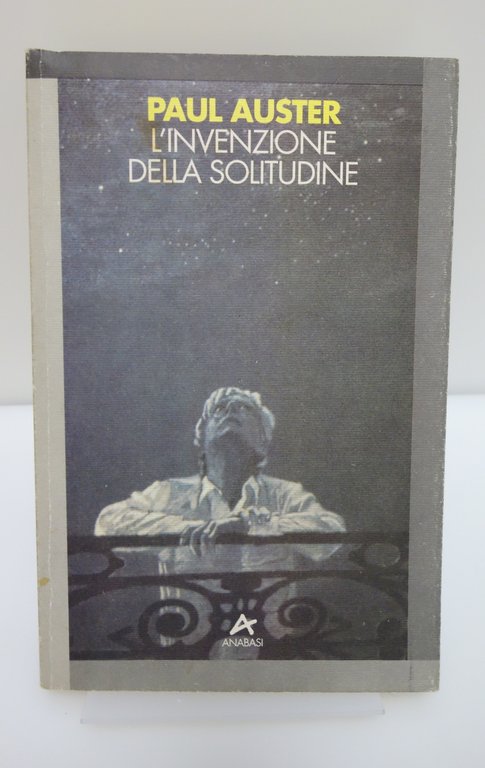 PAUL AUSTER
L'INVENZIONE
DELLA SOLITUDINE
ANABASI